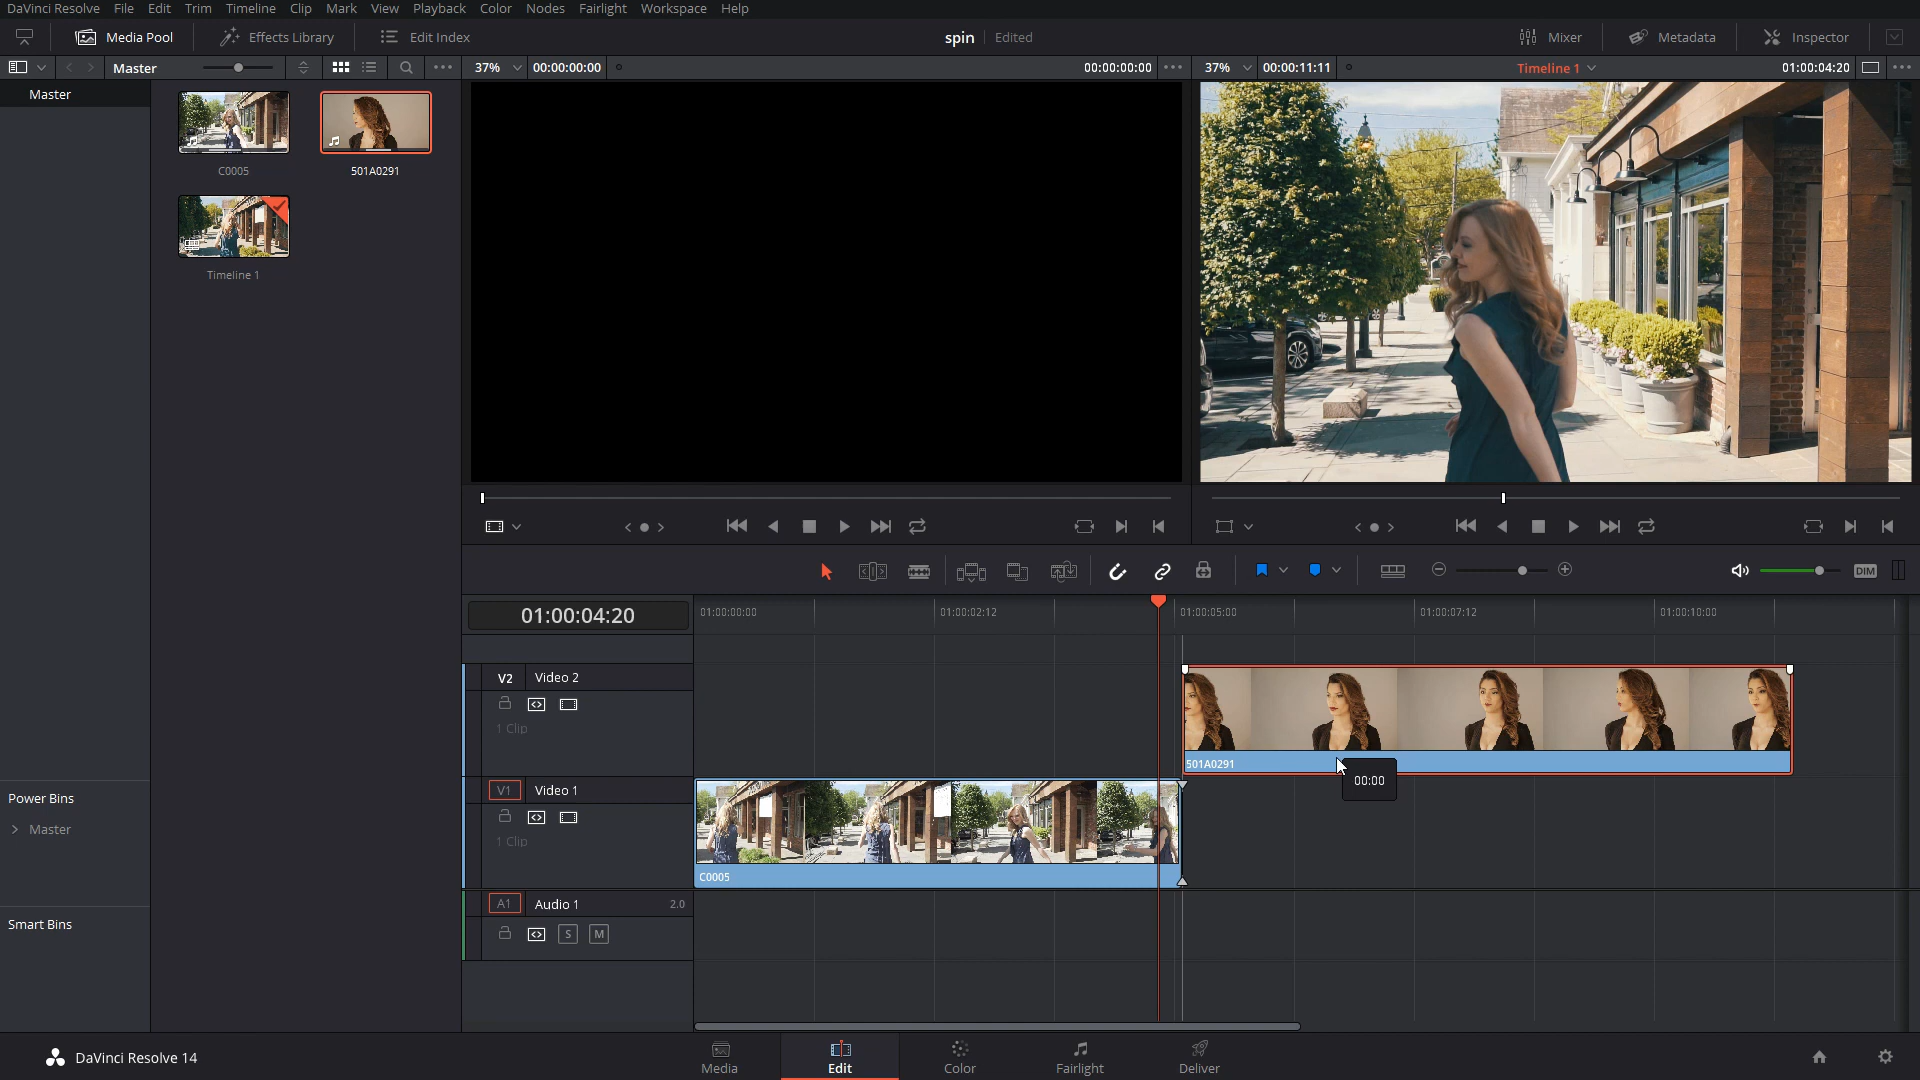 DaVinci Resolve File Edit Trim Timeline Clip Mark View Playback Color Nodes Fairlight Workspace Help
Media Pool Effects Library Edit Index spin Edited Mixer Metadata Inspector
Master 37% 00:00:00:00 00:00:00:00 37% 00:00:11:11 Timeline 1 01:00:04:20
Master
C0005 501A0291
Timeline 1
DIM
01:00:04:20 01:00:00:00 01:00:02:12 01:00:05:00 01:00:07:12 01:00:10:00
V2 Video 2
1 Clip
501A0291
00:00
V1 Video 1
1 Clip
C0005
A1 Audio 1 2.0
S M
Power Bins
Master
Smart Bins
DaVinci Resolve 14
Media Edit Color Fairlight Deliver